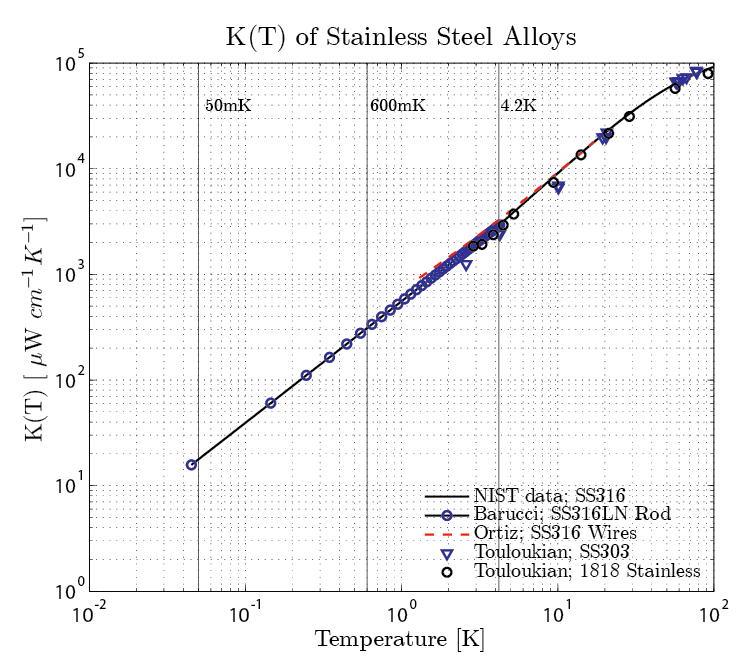 K(T) of Stainless Steel Alloys
10^5
10^4
10^3
10^2
10^1
10^0
K(T) [ μW cm^−1 K^−1]
50mK
600mK
4.2K
NIST data; SS316
Barucci; SS316LN Rod
Ortiz; SS316 Wires
Touloukian; SS303
Touloukian; 1818 Stainless
10^-2
10^-1
10^0
10^1
10^2
Temperature [K]